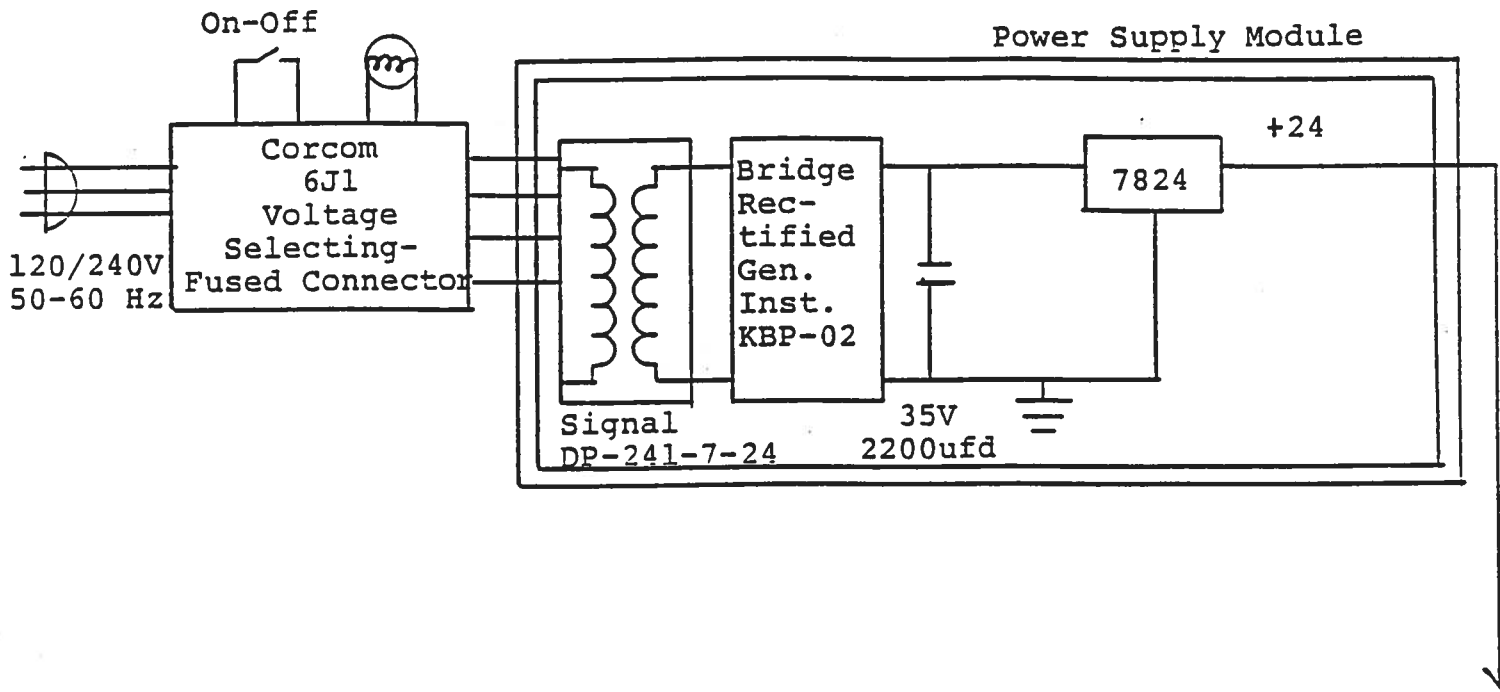 On-Off
Power Supply Module
Corcom
6J1
Voltage
Selecting-
Fused Connector
120/240V
50-60 Hz
Bridge
Rec-
tified
Gen.
Inst.
KBP-02
7824
+24
Signal
DP-241-7-24
35V
2200ufd